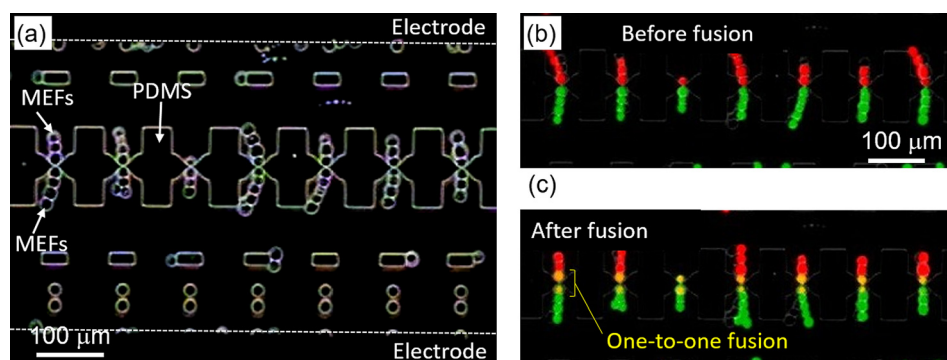 (a)
Electrode
MEFs
PDMS
MEFs
100 μm
Electrode
(b)
Before fusion
100 μm
(c)
After fusion
One-to-one fusion